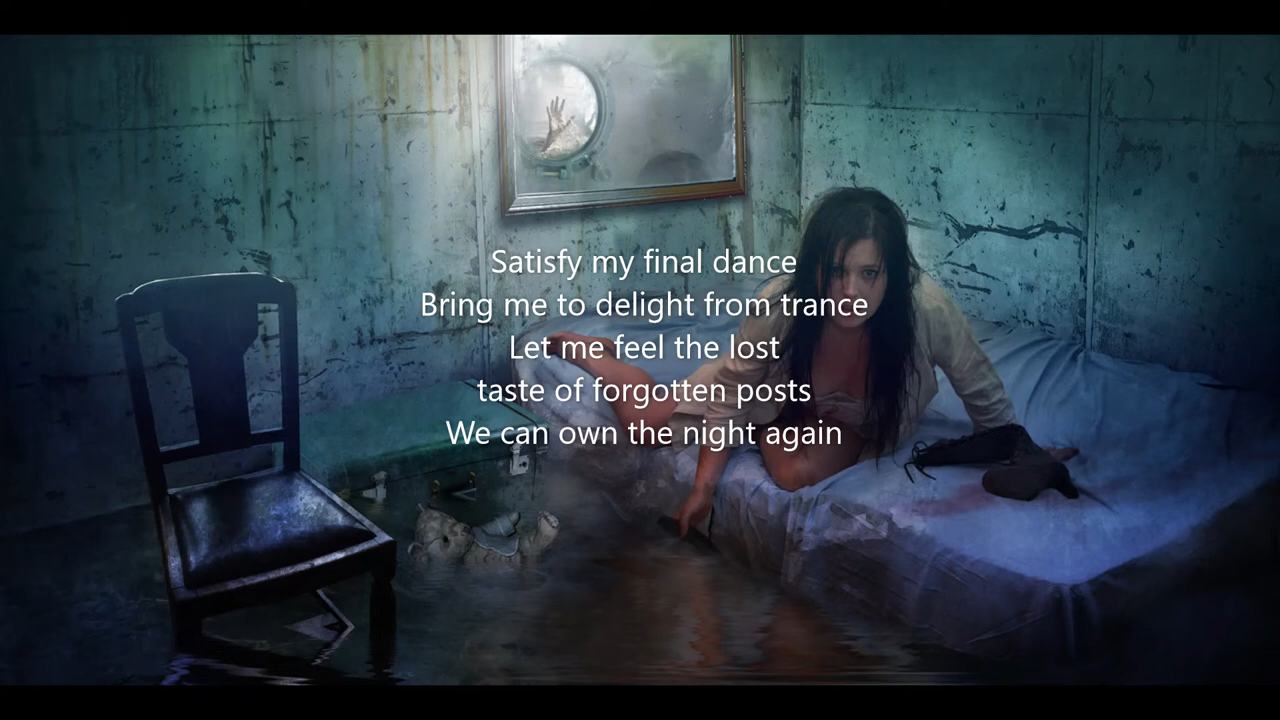 Satisfy my final dance
Bring me to delight from trance
Let me feel the lost
taste of forgotten posts
We can own the night again